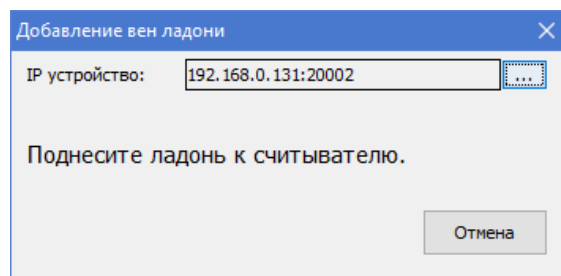 Добавление вен ладони
IP устройство: 192.168.0.131:20002 ...
Поднесите ладонь к считывателю.
Отмена